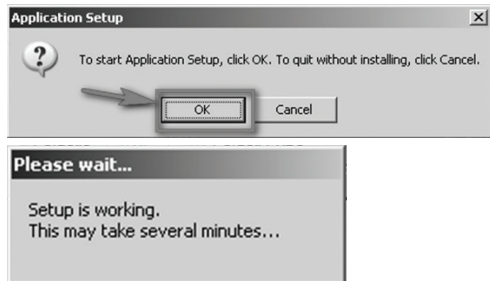 Application Setup
To start Application Setup, click OK. To quit without installing, click Cancel.
OK
Cancel
Please wait...
Setup is working.
This may take several minutes...